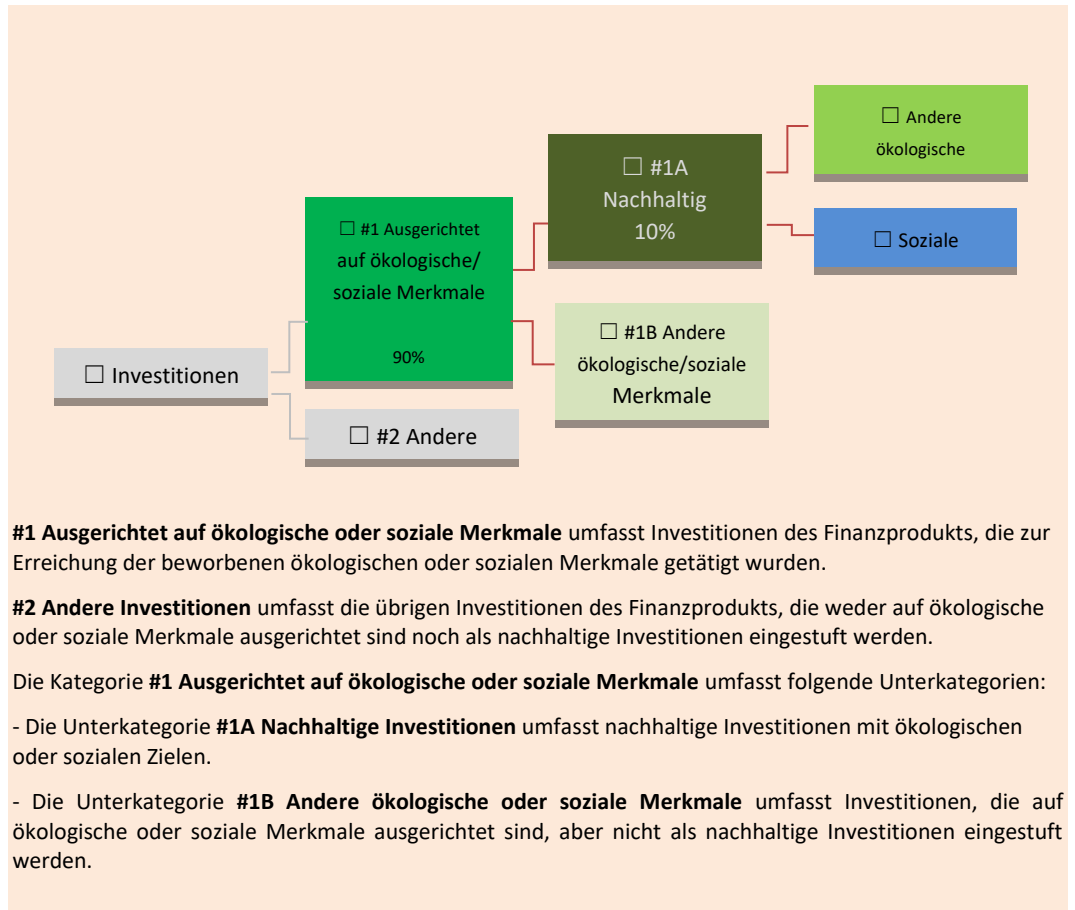 ☐ Andere
ökologische
☐ #1A
Nachhaltig
10%
☐ Soziale
☐ #1 Ausgerichtet
auf ökologische/
soziale Merkmale
90%
☐ #1B Andere
ökologische/soziale
Merkmale
☐ Investitionen
☐ #2 Andere
#1 Ausgerichtet auf ökologische oder soziale Merkmale umfasst Investitionen des Finanzprodukts, die zur
Erreichung der beworbenen ökologischen oder sozialen Merkmale getätigt wurden.
#2 Andere Investitionen umfasst die übrigen Investitionen des Finanzprodukts, die weder auf ökologische
oder soziale Merkmale ausgerichtet sind noch als nachhaltige Investitionen eingestuft werden.
Die Kategorie #1 Ausgerichtet auf ökologische oder soziale Merkmale umfasst folgende Unterkategorien:
- Die Unterkategorie #1A Nachhaltige Investitionen umfasst nachhaltige Investitionen mit ökologischen
oder sozialen Zielen.
- Die Unterkategorie #1B Andere ökologische oder soziale Merkmale umfasst Investitionen, die auf
ökologische oder soziale Merkmale ausgerichtet sind, aber nicht als nachhaltige Investitionen eingestuft
werden.